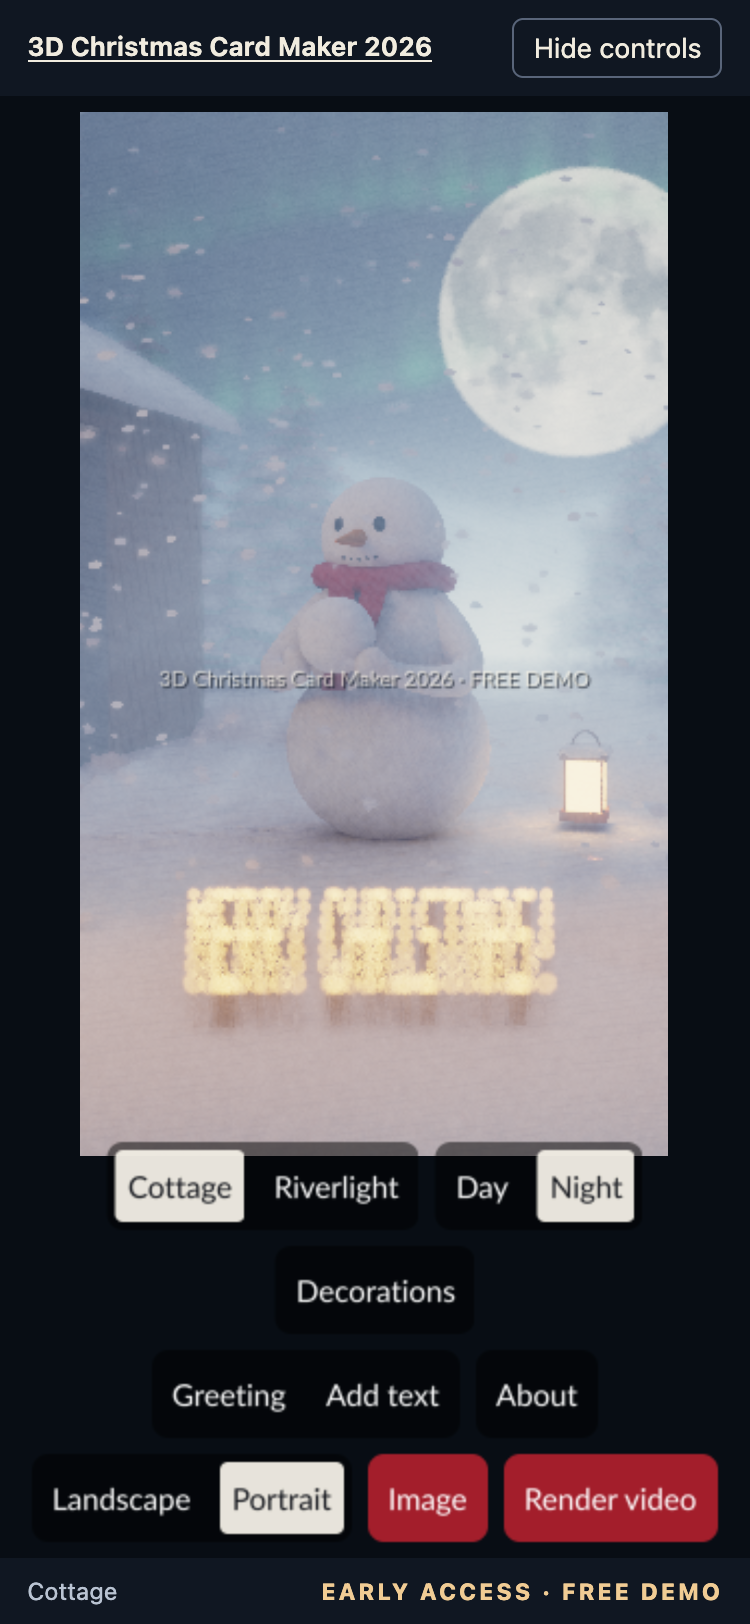 3D Christmas Card Maker 2026
Hide controls
3D Christmas Card Maker 2026 · FREE DEMO
Cottage
Riverlight
Day
Night
Decorations
Greeting
Add text
About
Landscape
Portrait
Image
Render video
Cottage
EARLY ACCESS · FREE DEMO